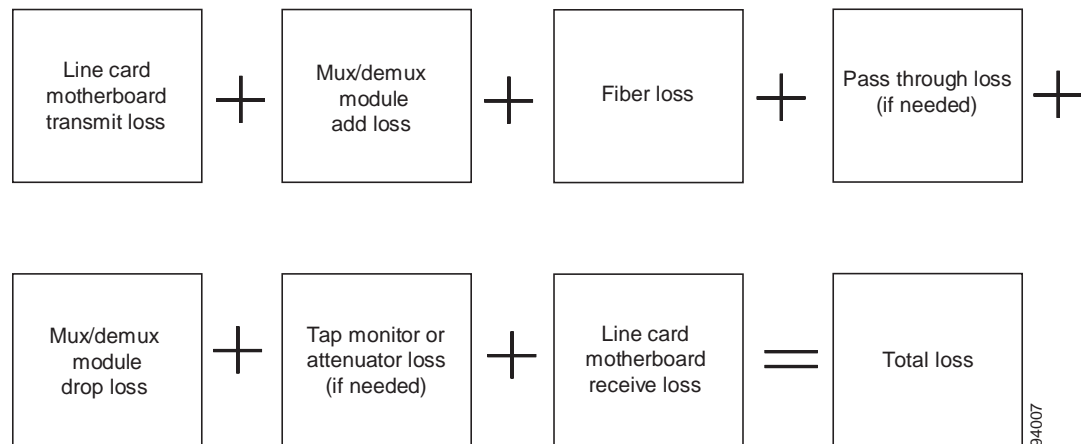 Line card
motherboard
transmit loss
+
Mux/demux
module
add loss
+
Fiber loss
+
Pass through loss
(if needed)
+
Mux/demux
module
drop loss
+
Tap monitor or
attenuator loss
(if needed)
+
Line card
motherboard
receive loss
=
Total loss
94007